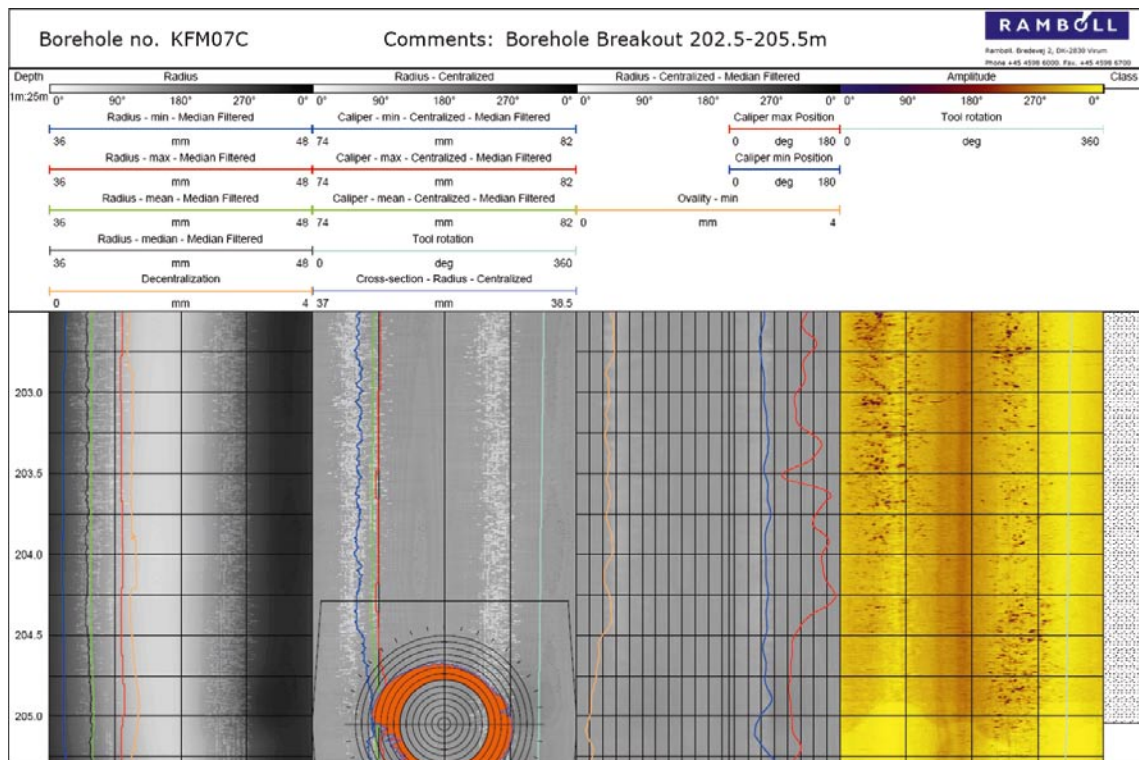 RAMBOLL
Borehole no. KFM07C Comments: Borehole Breakout 202.5-205.5m
Ramboll. Bredevej 2, DK-2830 Virum
Phone +45 4598 6000. Fax. +45 4598 6700
Depth Radius Radius - Centralized Radius - Centralized - Median Filtered Amplitude Class
1m:25m 0° 90° 180° 270° 0° 90° 180° 270° 0° 90° 180° 270° 0° 90° 180° 270° 0°
Radius - min - Median Filtered Caliper - min - Centralized - Median Filtered Caliper max Position Tool rotation
36 mm 48 74 mm 82 0 deg 180 0 deg 360
Radius - max - Median Filtered Caliper - max - Centralized - Median Filtered Caliper min Position
36 mm 48 74 mm 82 0 deg 180
Radius - mean - Median Filtered Caliper - mean - Centralized - Median Filtered Ovality - min
36 mm 48 74 mm 82 0 mm 4
Radius - median - Median Filtered Tool rotation
36 mm 48 0 deg 360
Decentralization Cross-section - Radius - Centralized
0 mm 4 37 mm 38.5
203.0
203.5
204.0
204.5
205.0